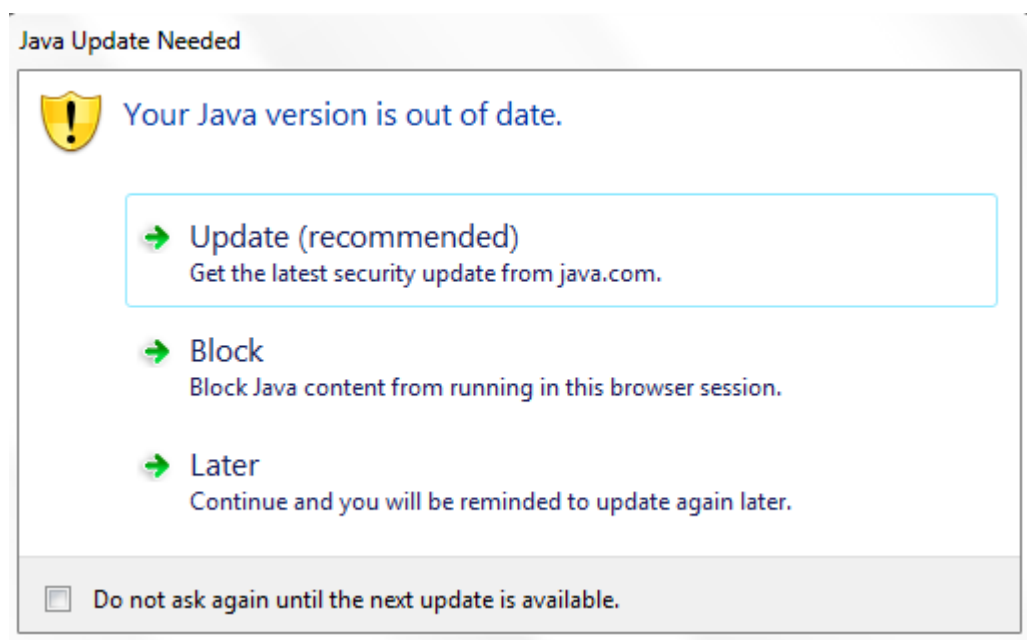 Java Update Needed
Your Java version is out of date.
Update (recommended)
Get the latest security update from java.com.
Block
Block Java content from running in this browser session.
Later
Continue and you will be reminded to update again later.
Do not ask again until the next update is available.